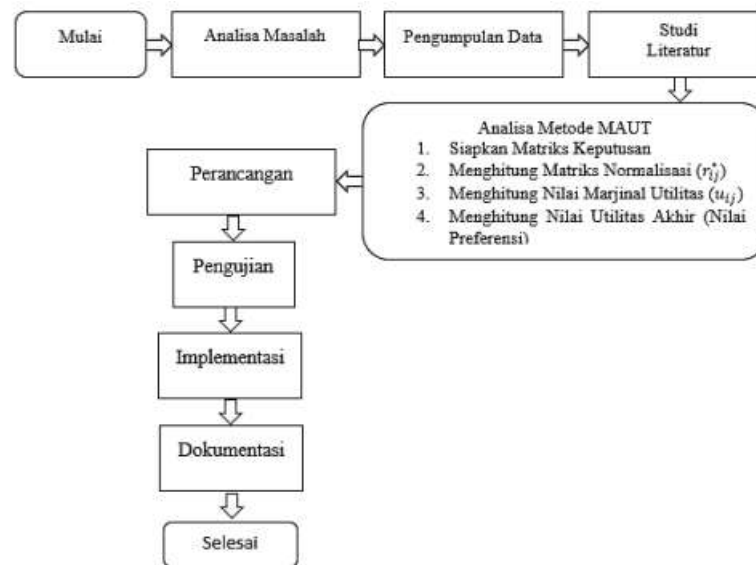 Mulai
Analisa Masalah
Pengumpulan Data
Studi
Literatur
Analisa Metode MAUT
1. Siapkan Matriks Keputusan
2. Menghitung Matriks Normalisasi (r*ij)
3. Menghitung Nilai Marjinal Utilitas (uij)
4. Menghitung Nilai Utilitas Akhir (Nilai
Preferensi)
Perancangan
Pengujian
Implementasi
Dokumentasi
Selesai